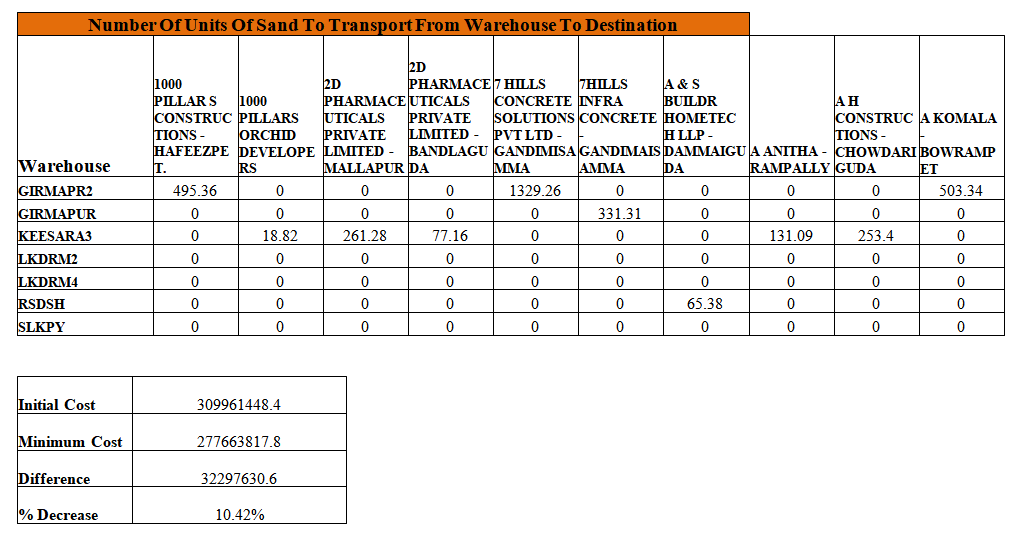 Number Of Units Of Sand To Transport From Warehouse To Destination
Warehouse
1000
PILLAR S
CONSTRUC
TIONS -
HAFEEZPE
T.
1000
PILLARS
ORCHID
DEVELOPE
RS
2D
PHARMACE
UTICALS
PRIVATE
LIMITED -
MALLAPUR
2D
PHARMACE
UTICALS
PRIVATE
LIMITED -
BANDLAGU
DA
7 HILLS
CONCRETE
SOLUTIONS
PVT LTD -
GANDIMISA
MMA
7HILLS
INFRA
CONCRETE
-
GANDIMAIS
AMMA
A & S
BUILDR
HOMETEC
H LLP -
DAMMAIGU
DA
A ANITHA -
RAMPALLY
A H
CONSTRUC
TIONS -
CHOWDARI
GUDA
A KOMALA
-
BOWRAMP
ET
GIRMAPR2 495.36 0 0 0 1329.26 0 0 0 0 503.34
GIRMAPUR 0 0 0 0 0 331.31 0 0 0 0
KEESARA3 0 18.82 261.28 77.16 0 0 0 131.09 253.4 0
LKDRM2 0 0 0 0 0 0 0 0 0 0
LKDRM4 0 0 0 0 0 0 0 0 0 0
RSDSH 0 0 0 0 0 0 65.38 0 0 0
SLKPY 0 0 0 0 0 0 0 0 0 0
Initial Cost 309961448.4
Minimum Cost 277663817.8
Difference 32297630.6
% Decrease 10.42%